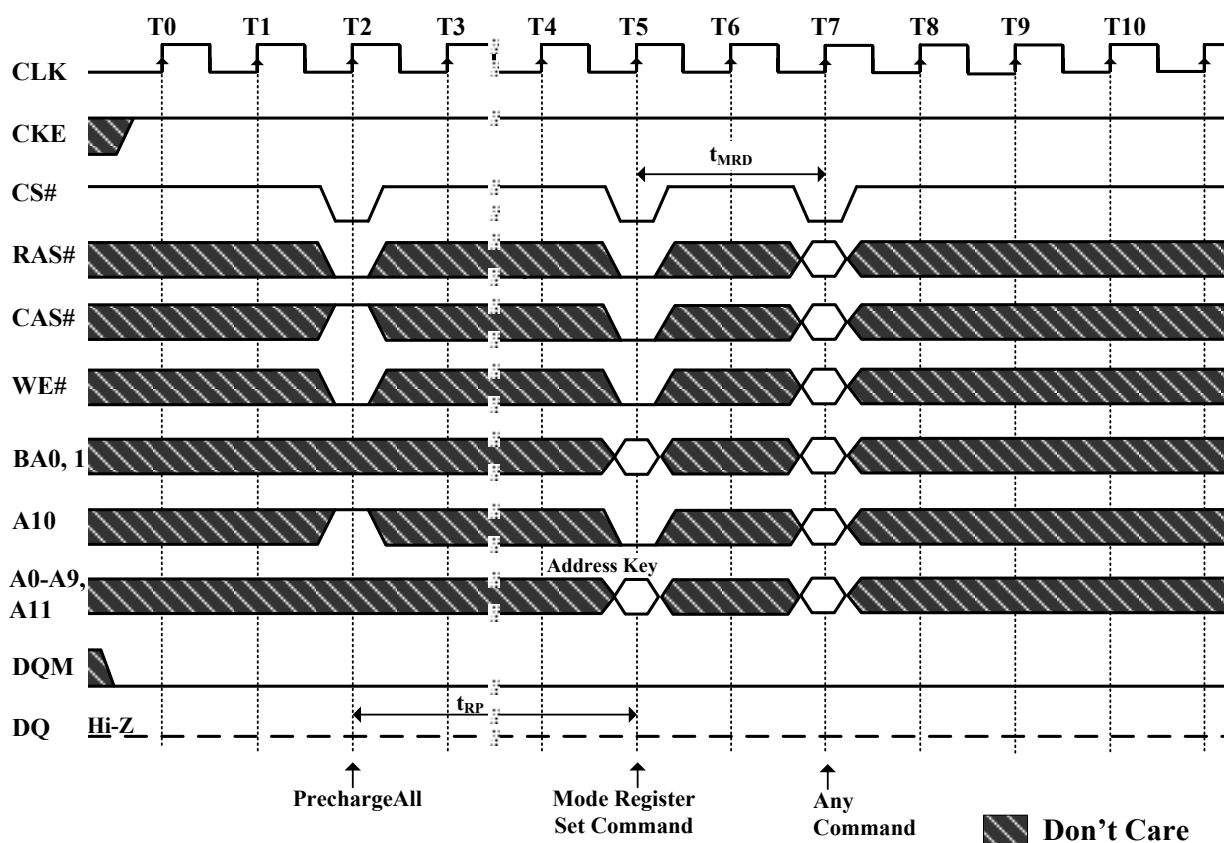 T0 T1 T2 T3 T4 T5 T6 T7 T8 T9 T10
CLK
CKE
tMRD
CS#
RAS#
CAS#
WE#
BA0, 1
A10
Address Key
A0-A9,
A11
DQM
tRP
DQ Hi-Z
PrechargeAll
Mode Register
Set Command
Any
Command
Don't Care